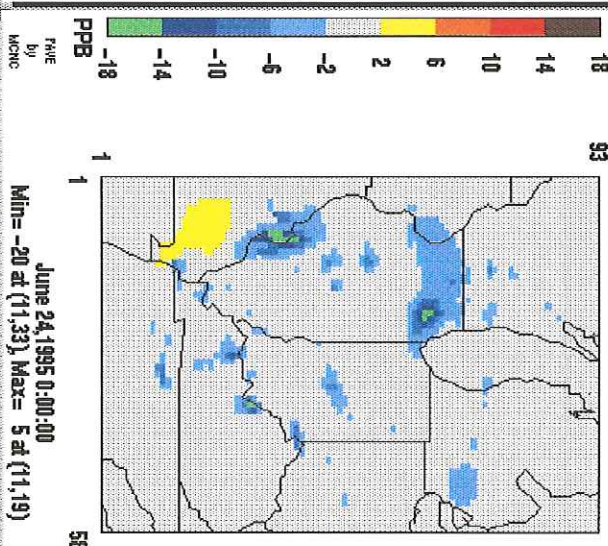 18
14
10
6
2
-2
-6
-10
-14
-18
PPB
PAVE
by
MCNC
93
1
1
58
June 24,1995 0:00:00
Min= -20 at (11,33), Max= 5 at (11,19)